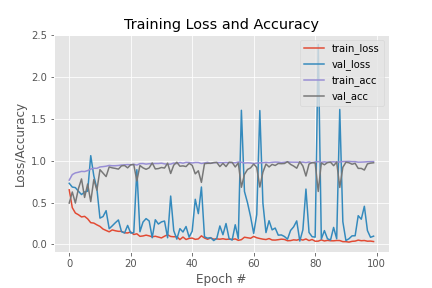 Training Loss and Accuracy
2.5
2.0
1.5
1.0
0.5
0.0
Loss/Accuracy
train_loss
val_loss
train_acc
val_acc
0 20 40 60 80 100
Epoch #